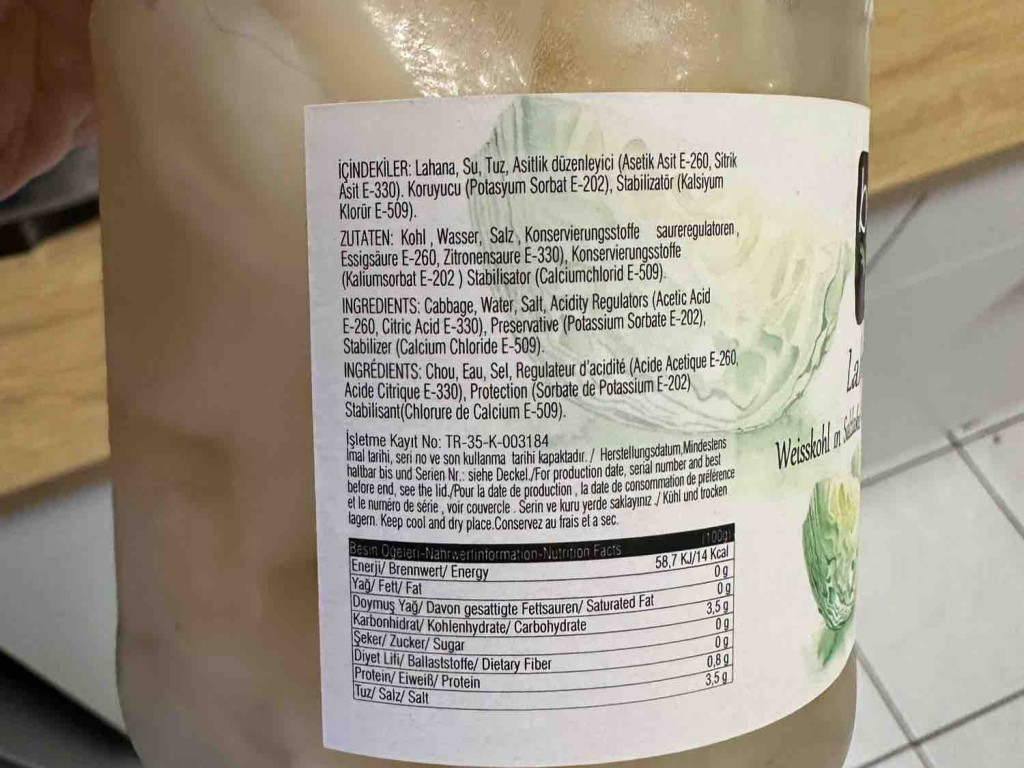 İÇİNDEKİLER: Lahana, Su, Tuz, Asitlik düzenleyici (Asetik Asit E-260, Sitrik
Asit E-330). Koruyucu (Potasyum Sorbat E-202), Stabilizatör (Kalsiyum
Klorür E-509).
ZUTATEN: Kohl , Wasser, Salz , Konservierungsstoffe saureregulatoren ,
Essigsäure E-260, Zitronensaure E-330), Konservierungsstoffe
(Kaliumsorbat E-202 ) Stabilisator (Calciumchlorid E-509).
INGREDIENTS: Cabbage, Water, Salt, Acidity Regulators (Acetic Acid
E-260, Citric Acid E-330), Preservative (Potassium Sorbate E-202),
Stabilizer (Calcium Chloride E-509).
INGRÉDIENTS: Chou, Eau, Sel, Regulateur d'acidité (Acide Acetique E-260,
Acide Citrique E-330), Protection (Sorbate de Potassium E-202)
Stabilisant(Chlorure de Calcium E-509).
İşletme Kayıt No: TR-35-K-003184
İmal tarihi, seri no ve son kullanma tarihi kapaktadır. / Herstellungsdatum,Mindestens
haltbar bis und Serien Nr.: siehe Deckel./For production date, serial number and best
before end, see the lid./Pour la date de production , la date de consommation de préférence
et le numéro de série , voir couvercle . Serin ve kuru yerde saklayınız ./ Kühl und trocken
lagern. Keep cool and dry place.Conservez au frais et a sec.
Besin Ögeleri-Nahrwertinformation-Nutrition Facts (100g)
Enerji/ Brennwert/ Energy 58,7 KJ/14 Kcal
Yağ/ Fett/ Fat 0 g
Doymuş Yağ/ Davon gesattigte Fettsauren/ Saturated Fat 0 g
Karbonhidrat/ Kohlenhydrate/ Carbohydrate 3,5 g
Şeker/ Zucker/ Sugar 0 g
Diyet Lifi/ Ballaststoffe/ Dietary Fiber 0 g
Protein/ Eiweiß/ Protein 0,8 g
Tuz/ Salz/ Salt 3,5 g
La
Weisskohl in